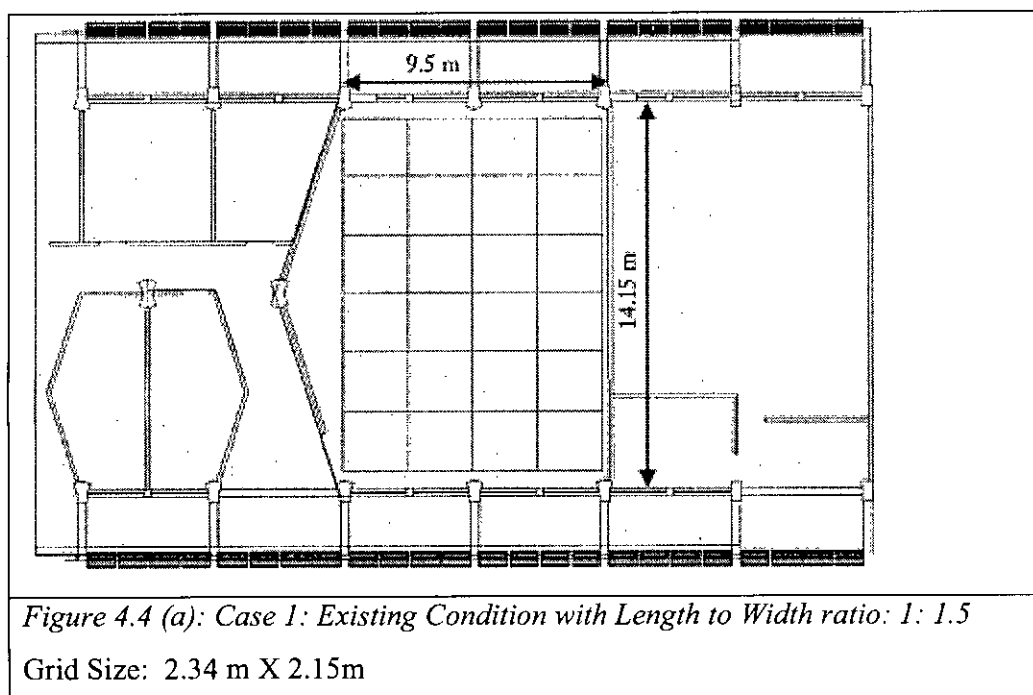 9.5 m
14.15 m
Figure 4.4 (a): Case 1: Existing Condition with Length to Width ratio: 1: 1.5
Grid Size:  2.34 m X 2.15m